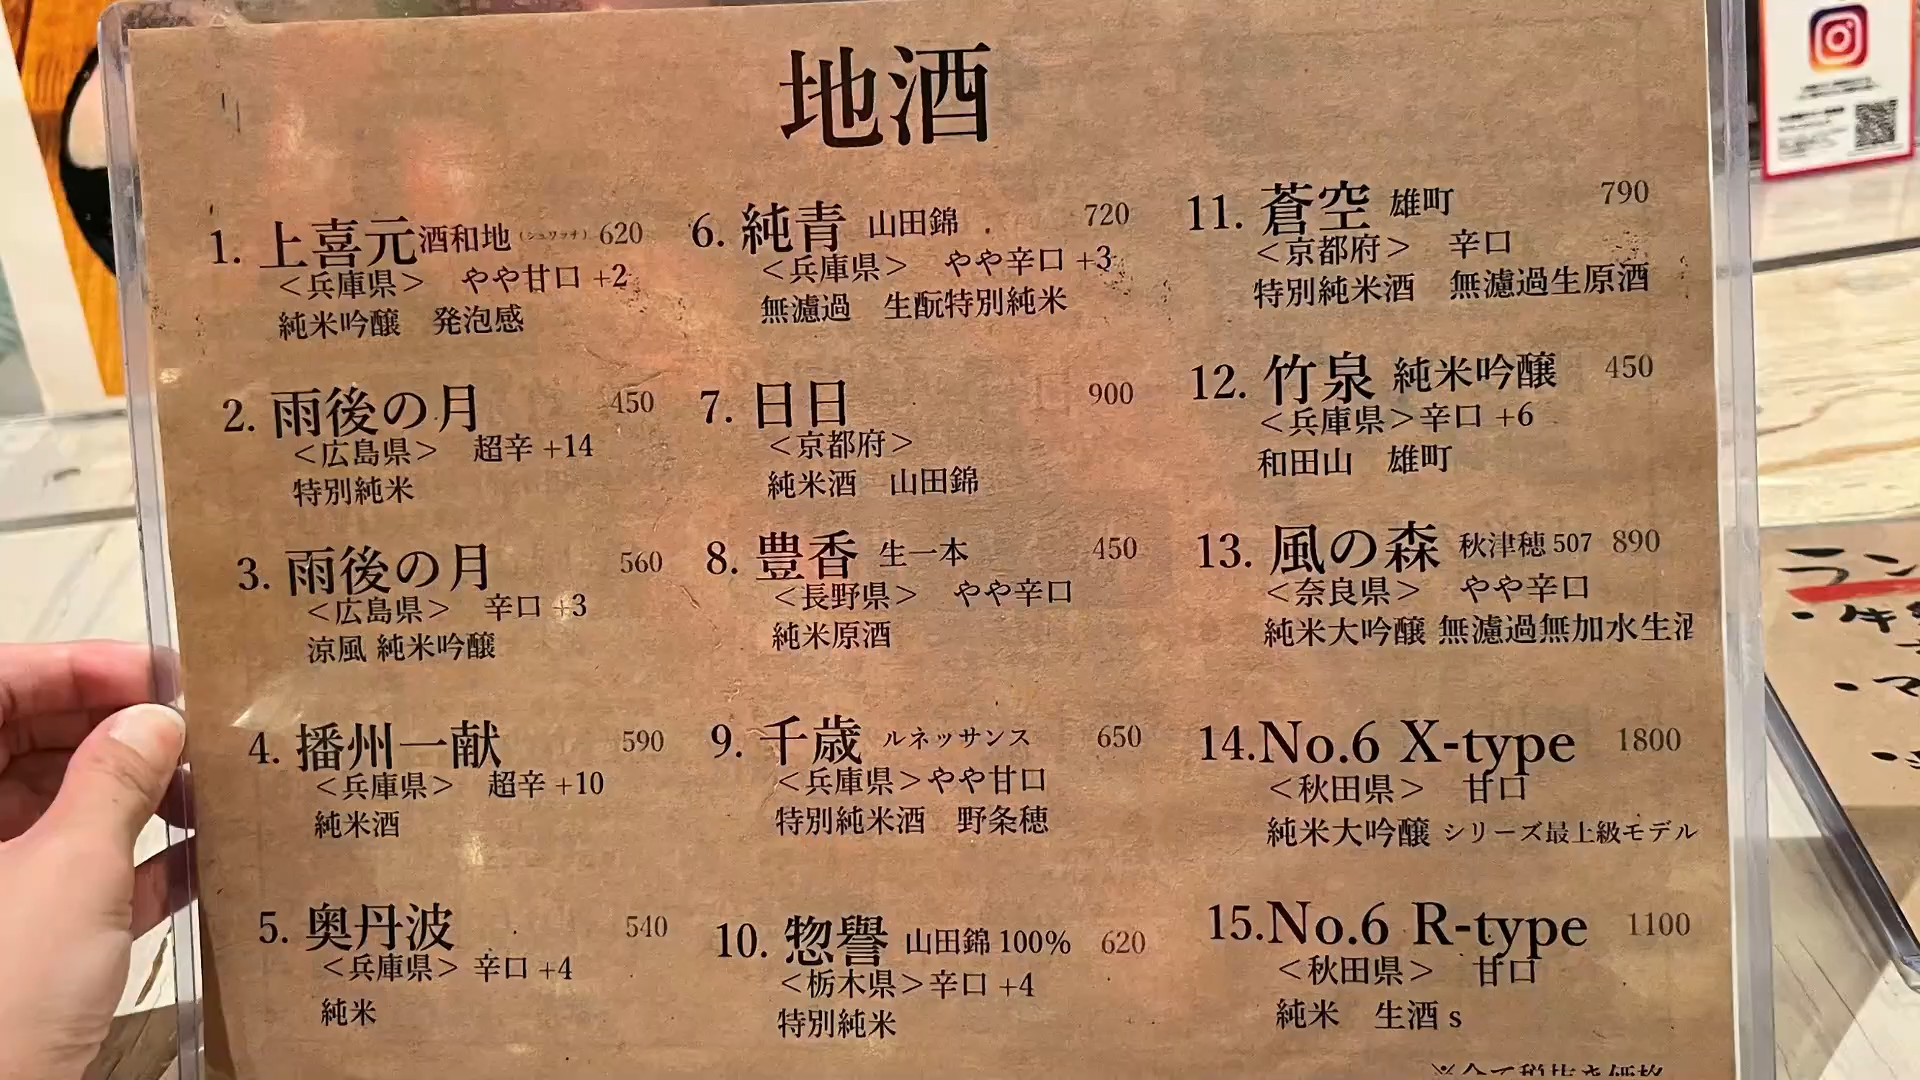 地酒
1. 上喜元 酒和地 (シュワッチ) 620
＜兵庫県＞ やや甘口 +2
純米吟醸 発泡感
2. 雨後の月 450
＜広島県＞ 超辛 +14
特別純米
3. 雨後の月 560
＜広島県＞ 辛口 +3
涼風 純米吟醸
4. 播州一献 590
＜兵庫県＞ 超辛 +10
純米酒
5. 奥丹波 540
＜兵庫県＞ 辛口 +4
純米
6. 純青 山田錦 720
＜兵庫県＞ やや辛口 +3
無濾過 生酛特別純米
7. 日日 900
＜京都府＞
純米酒 山田錦
8. 豊香 生一本 450
＜長野県＞ やや辛口
純米原酒
9. 千歳 ルネッサンス 650
＜兵庫県＞やや甘口
特別純米酒 野条穂
10. 惣譽 山田錦 100% 620
＜栃木県＞辛口 +4
特別純米
11. 蒼空 雄町 790
＜京都府＞ 辛口
特別純米酒 無濾過生原酒
12. 竹泉 純米吟醸 450
＜兵庫県＞辛口 +6
和田山 雄町
13. 風の森 秋津穂 507 890
＜奈良県＞ やや辛口
純米大吟醸 無濾過無加水生酒
14. No.6 X-type 1800
＜秋田県＞ 甘口
純米大吟醸 シリーズ最上級モデル
15. No.6 R-type 1100
＜秋田県＞ 甘口
純米 生酒 s
※全て税抜き価格
ラン